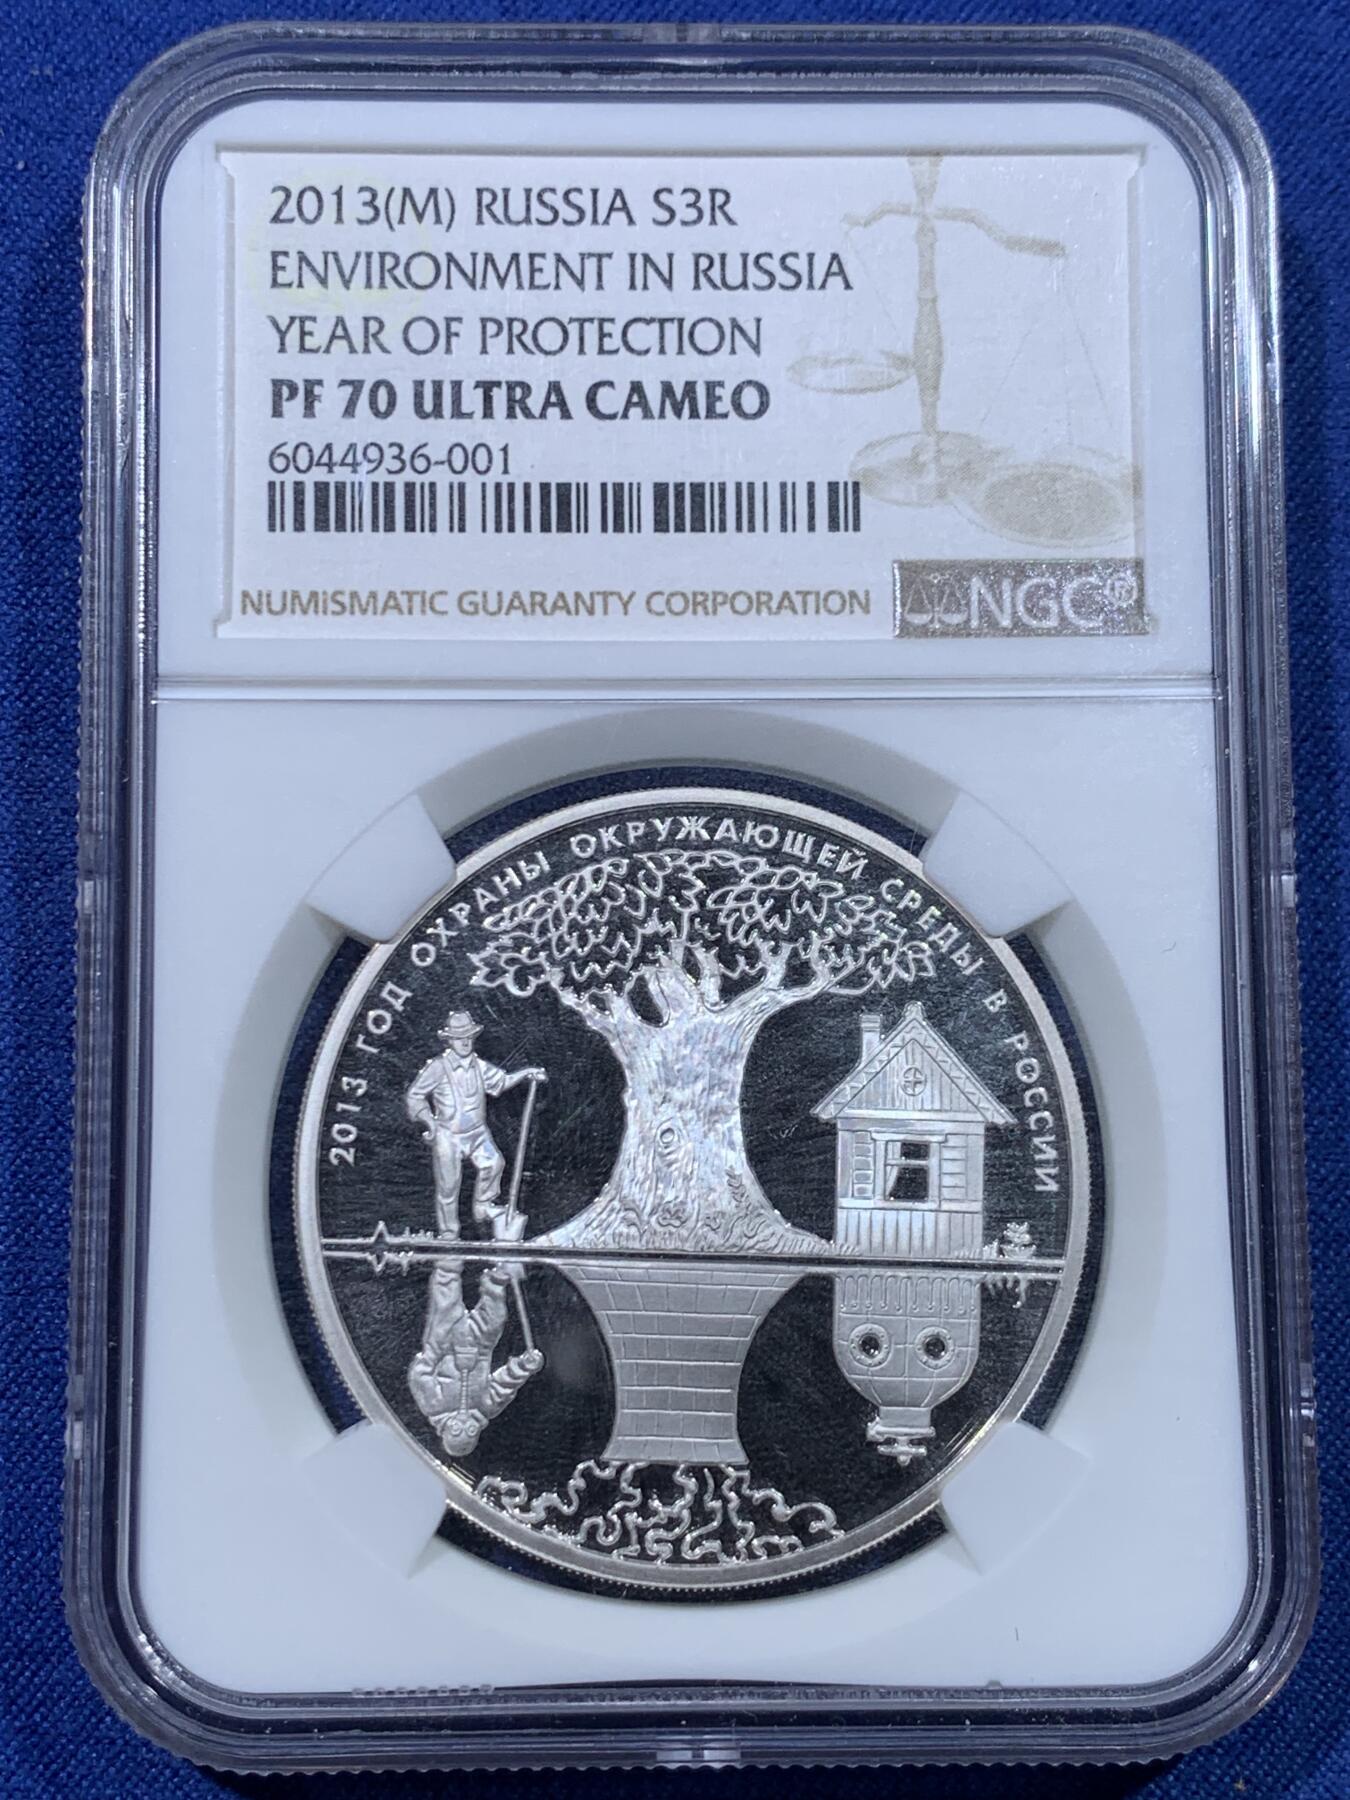 2013(M) RUSSIA S3R
ENVIRONMENT IN RUSSIA
YEAR OF PROTECTION
PF 70 ULTRA CAMEO
6044936-001
NUMISMATIC GUARANTY CORPORATION
NGC®
2013 ГОД ОХРАНЫ ОКРУЖАЮЩЕЙ СРЕДЫ В РОССИИ